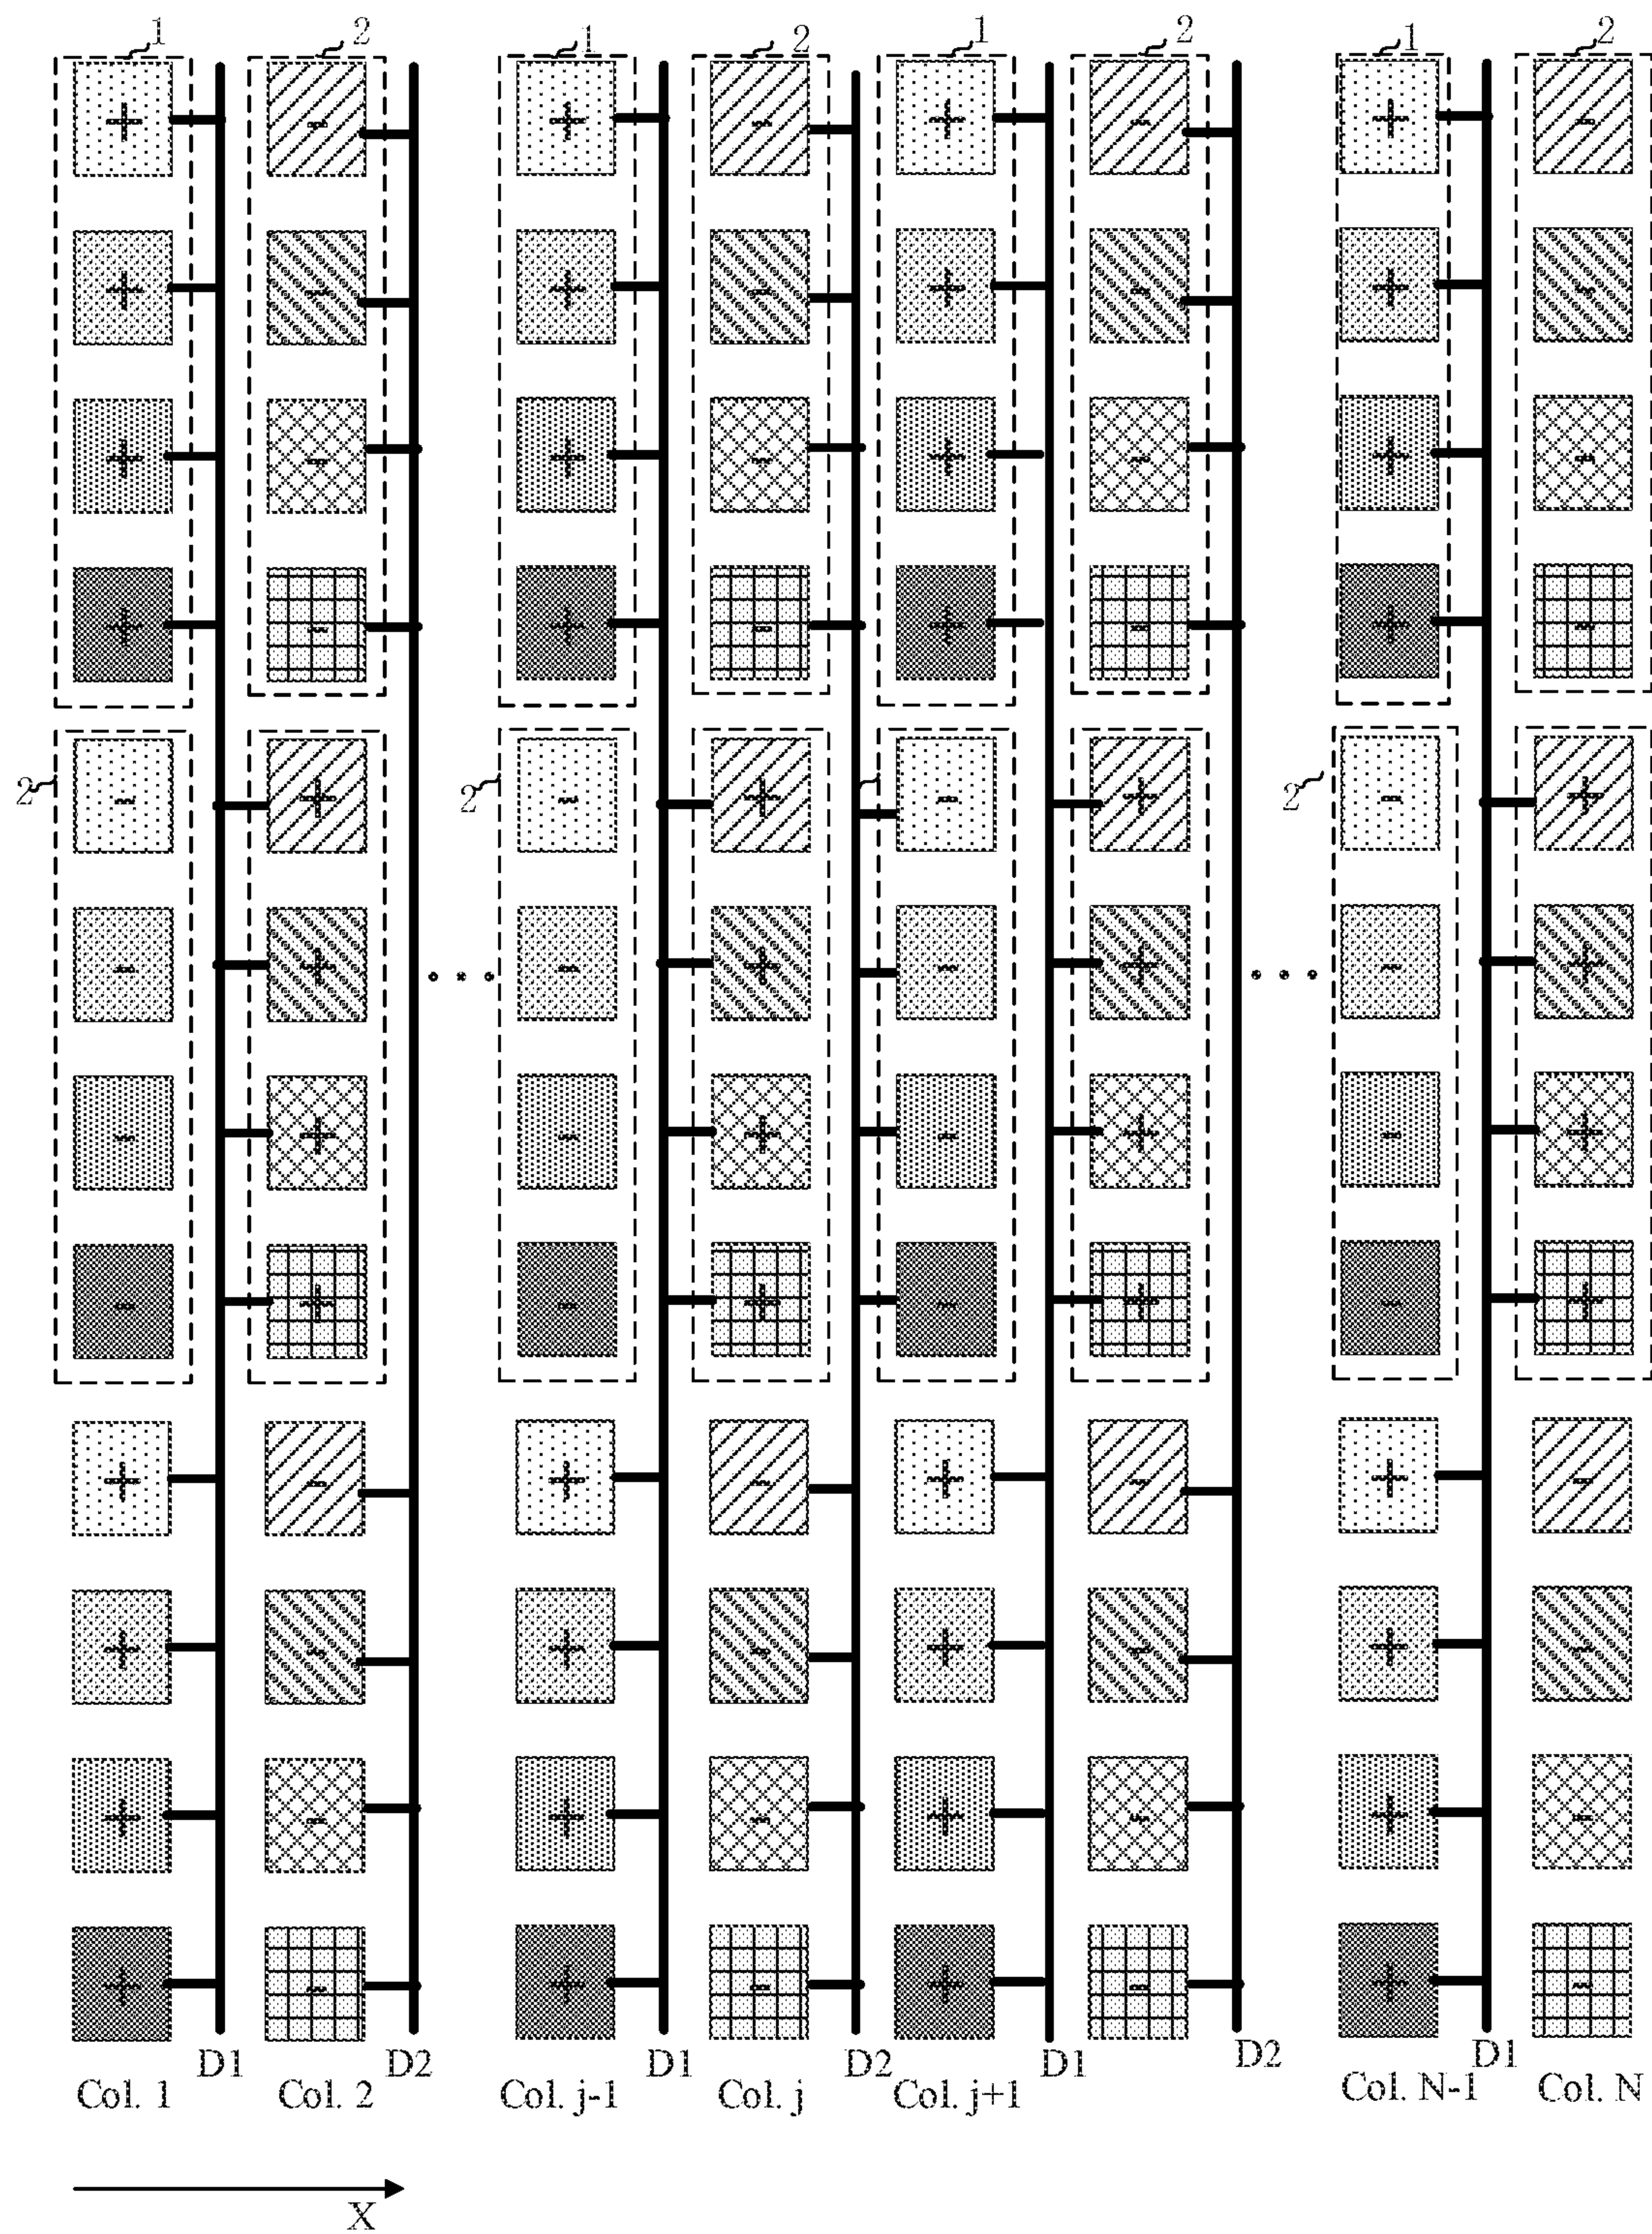 1 2 1 2 1 2 1 2
+ - + - + - + -
+ - + - + - + -
+ - + - + - + -
+ - + - + - + -
2 - + 2 - + 2 - + 2 - +
- + - + - + - +
- + - + - + - +
- + - + - + - +
+ - + - + - + -
+ - + - + - + -
+ - + - + - + -
+ - + - + - + -
D1 D2 D1 D2 D1 D2 D1
Col. 1 Col. 2 Col. j-1 Col. j Col. j+1 Col. N-1 Col. N
X